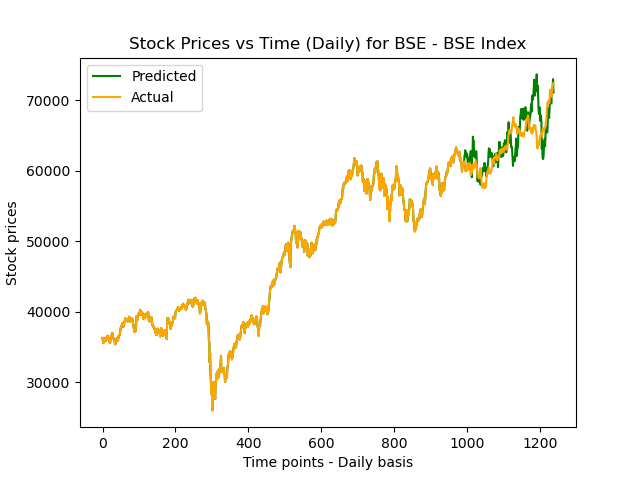 Stock Prices vs Time (Daily) for BSE - BSE Index
Predicted
Actual
70000
60000
50000
40000
30000
Stock prices
0 200 400 600 800 1000 1200
Time points - Daily basis